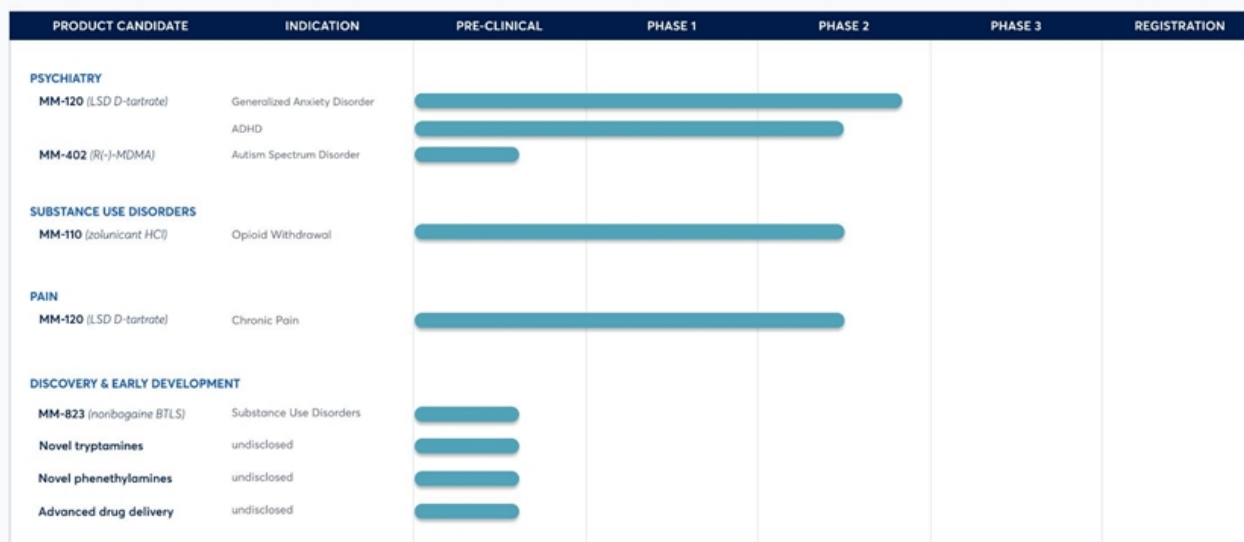 PRODUCT CANDIDATE INDICATION PRE-CLINICAL PHASE 1 PHASE 2 PHASE 3 REGISTRATION
PSYCHIATRY
MM-120 (LSD D-tartrate) Generalized Anxiety Disorder
ADHD
MM-402 (R(-)-MDMA) Autism Spectrum Disorder
SUBSTANCE USE DISORDERS
MM-110 (zolunicant HCl) Opioid Withdrawal
PAIN
MM-120 (LSD D-tartrate) Chronic Pain
DISCOVERY & EARLY DEVELOPMENT
MM-823 (noribogaine BTLS) Substance Use Disorders
Novel tryptamines undisclosed
Novel phenethylamines undisclosed
Advanced drug delivery undisclosed